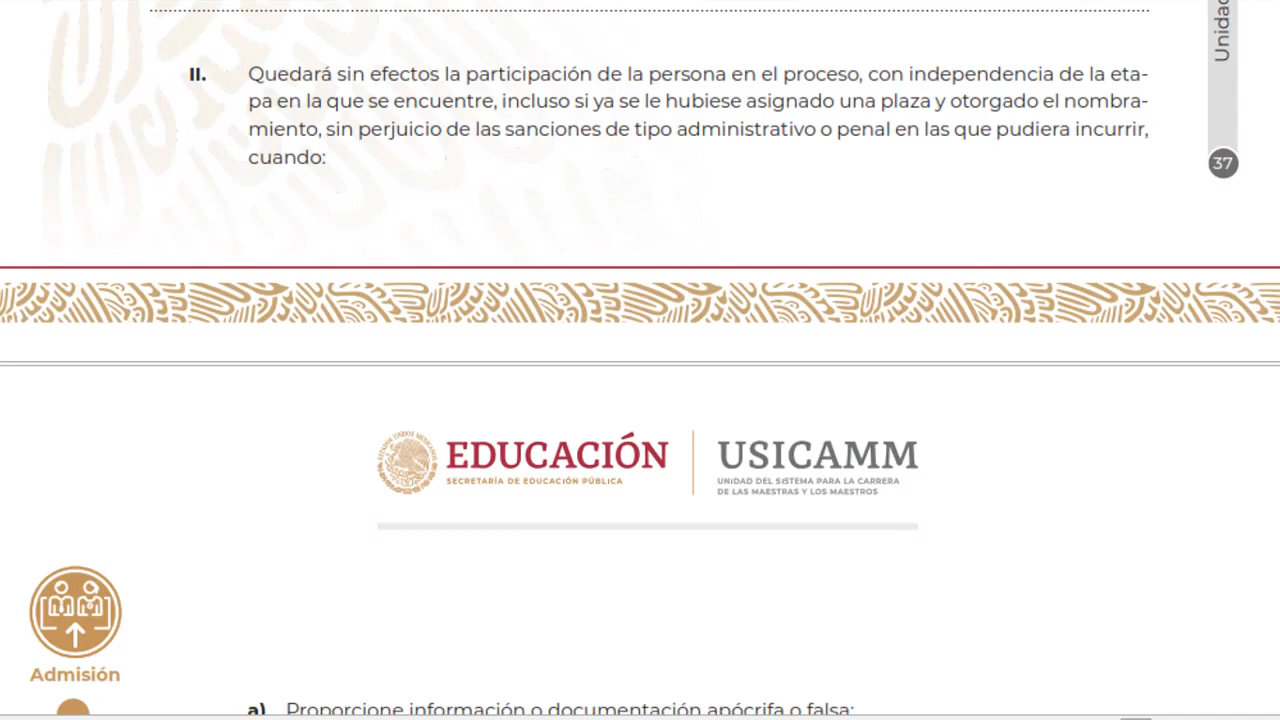 Unidad
II. Quedará sin efectos la participación de la persona en el proceso, con independencia de la eta-
pa en la que se encuentre, incluso si ya se le hubiese asignado una plaza y otorgado el nombra-
miento, sin perjuicio de las sanciones de tipo administrativo o penal en las que pudiera incurrir,
cuando:
37
ESTADOS UNIDOS MEXICANOS
EDUCACIÓN
SECRETARÍA DE EDUCACIÓN PÚBLICA
USICAMM
UNIDAD DEL SISTEMA PARA LA CARRERA
DE LAS MAESTRAS Y LOS MAESTROS
Admisión
a) Proporcione información o documentación apócrifa o falsa;